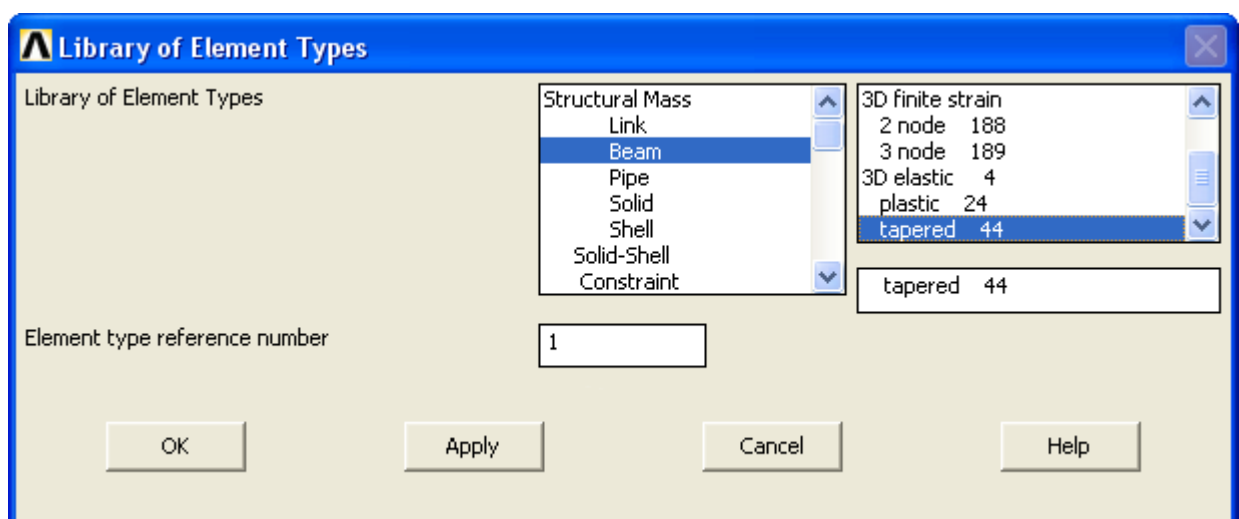 Library of Element Types
Library of Element Types
Structural Mass
Link
Beam
Pipe
Solid
Shell
Solid-Shell
Constraint
3D finite strain
2 node 188
3 node 189
3D elastic 4
plastic 24
tapered 44
tapered 44
Element type reference number
1
OK
Apply
Cancel
Help